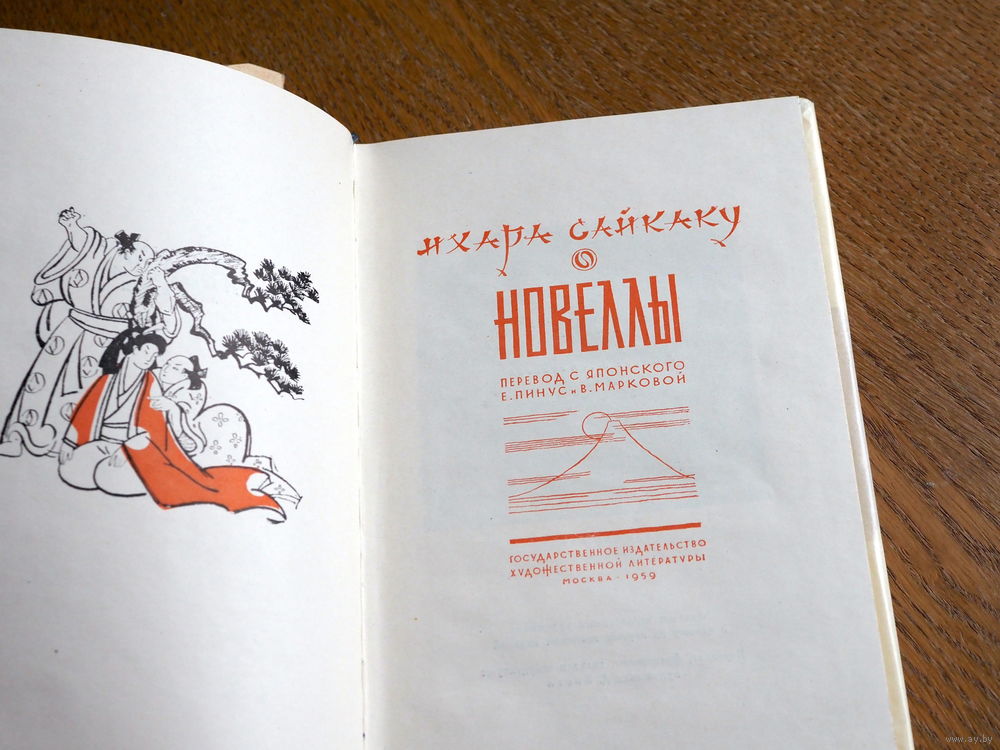 ИХАРА САЙКАКУ
НОВЕЛЛЫ
ПЕРЕВОД С ЯПОНСКОГО
Е. ПИНУС И В. МАРКОВОЙ
ГОСУДАРСТВЕННОЕ ИЗДАТЕЛЬСТВО
ХУДОЖЕСТВЕННОЙ ЛИТЕРАТУРЫ
МОСКВА · 1959
www.ay.by